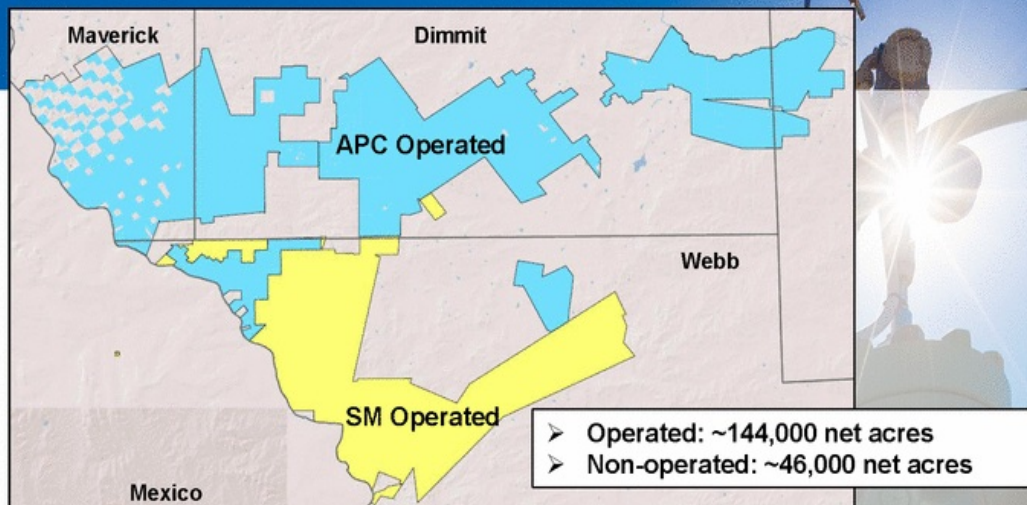 Maverick
Dimmit
APC Operated
Webb
SM Operated
➢ Operated: ~144,000 net acres
➢ Non-operated: ~46,000 net acres
Mexico